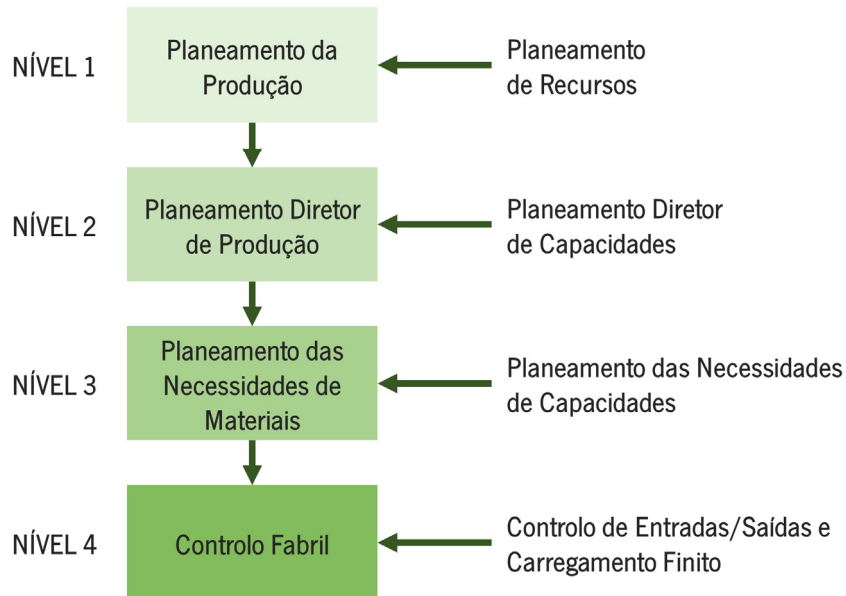 NÍVEL 1
Planeamento da
Produção
Planeamento
de Recursos
NÍVEL 2
Planeamento Diretor
de Produção
Planeamento Diretor
de Capacidades
NÍVEL 3
Planeamento das
Necessidades de
Materiais
Planeamento das Necessidades
de Capacidades
NÍVEL 4
Controlo Fabril
Controlo de Entradas/Saídas e
Carregamento Finito